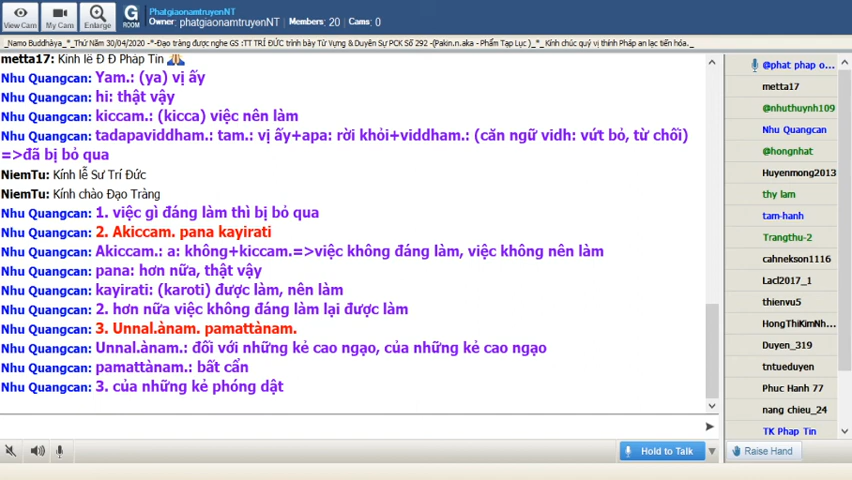 PhatgiaonamtruyenNT
Owner: phatgiaonamtruyenNT Members: 20 Cams: 0
View Cam
My Cam
Enlarge
G ROOM
_Namo Buddhàya_*_Thứ Năm 30/04/2020 -*-Đạo tràng được nghe GS :TT TRÍ ĐỨC trình bày Từ Vựng & Duyên Sự PCK Số 292 -(Pakin.n.aka - Phẩm Tạp Lục )_*_ Kính chúc quý vị thính Pháp an lạc tiến hóa._
metta17: Kính lễ Đ Đ Pháp Tín 🙏
Nhu Quangcan: Yam.: (ya) vị ấy
Nhu Quangcan: hi: thật vậy
Nhu Quangcan: kiccam.: (kicca) việc nên làm
Nhu Quangcan: tadapaviddham.: tam.: vị ấy+apa: rời khỏi+viddham.: (căn ngữ vidh: vứt bỏ, từ chối)
=>đã bị bỏ qua
NiemTu: Kính lễ Sư Trí Đức
NiemTu: Kính chào Đạo Tràng
Nhu Quangcan: 1. việc gì đáng làm thì bị bỏ qua
Nhu Quangcan: 2. Akiccam. pana kayirati
Nhu Quangcan: Akiccam.: a: không+kiccam.=>việc không đáng làm, việc không nên làm
Nhu Quangcan: pana: hơn nữa, thật vậy
Nhu Quangcan: kayirati: (karoti) được làm, nên làm
Nhu Quangcan: 2. hơn nữa việc không đáng làm lại được làm
Nhu Quangcan: 3. Unnal.ànam. pamattànam.
Nhu Quangcan: Unnal.ànam.: đối với những kẻ cao ngạo, của những kẻ cao ngạo
Nhu Quangcan: pamattànam.: bất cẩn
Nhu Quangcan: 3. của những kẻ phóng dật
@phat phap o...
metta17
@nhuthuynh109
Nhu Quangcan
@hongnhat
Huyenmong2013
thy lam
tam-hanh
Trangthu-2
cahnekson1116
Lacl2017_1
thienvu5
HongThiKimNh...
Duyen_319
tntueduyen
Phuc Hanh 77
nang chieu_24
TK Phap Tin
Hold to Talk
Raise Hand